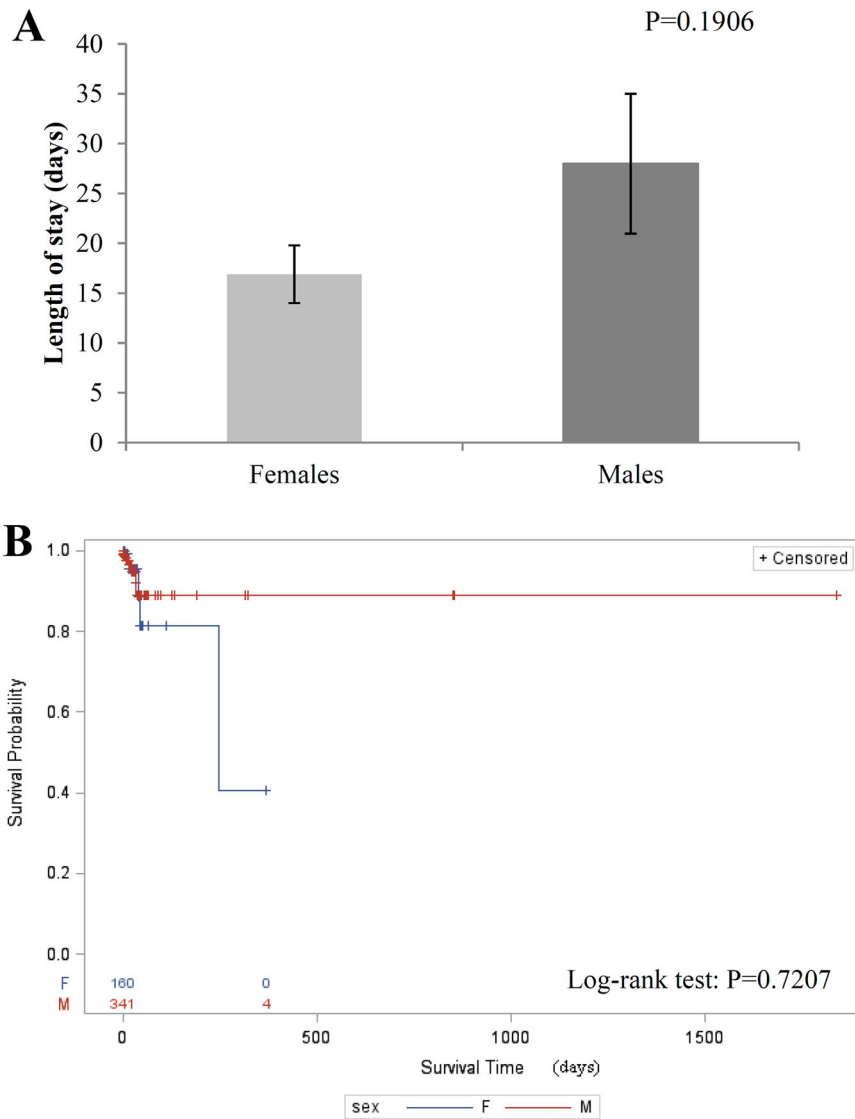 A
P=0.1906
Length of stay (days)
40
35
30
25
20
15
10
5
0
Females Males
B
+ Censored
Survival Probability
1.0
0.8
0.6
0.4
0.2
0.0
F 160 0
M 341 4
Log-rank test: P=0.7207
0 500 1000 1500
Survival Time (days)
sex F M